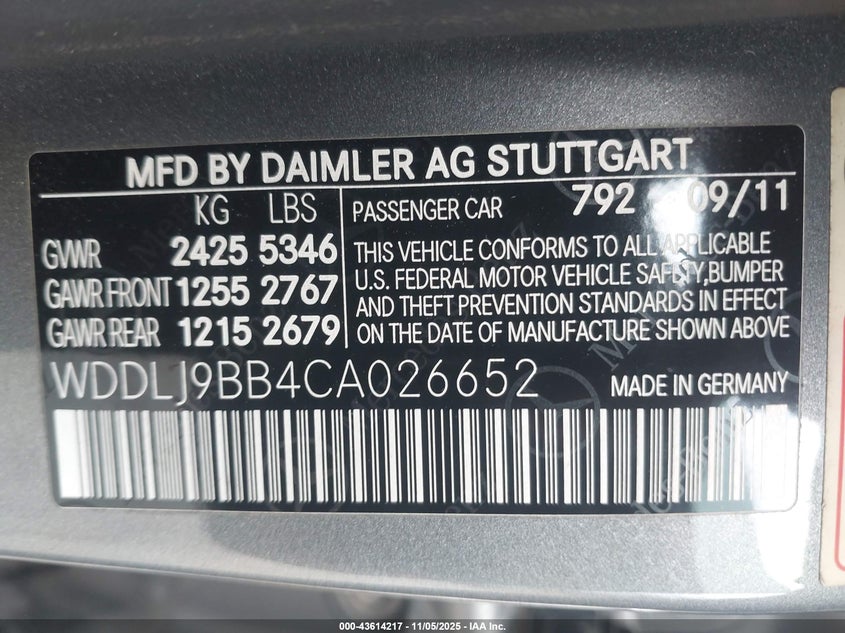 MFD BY DAIMLER AG STUTTGART
KG LBS
GVWR 2425 5346
GAWR FRONT 1255 2767
GAWR REAR 1215 2679
PASSENGER CAR 792 09/11
THIS VEHICLE CONFORMS TO ALL APPLICABLE
U.S. FEDERAL MOTOR VEHICLE SAFETY,BUMPER
AND THEFT PREVENTION STANDARDS IN EFFECT
ON THE DATE OF MANUFACTURE SHOWN ABOVE
WDDLJ9BB4CA026652
MADE IN GERMANY
000-43614217 - 11/05/2025 - IAAI Inc.